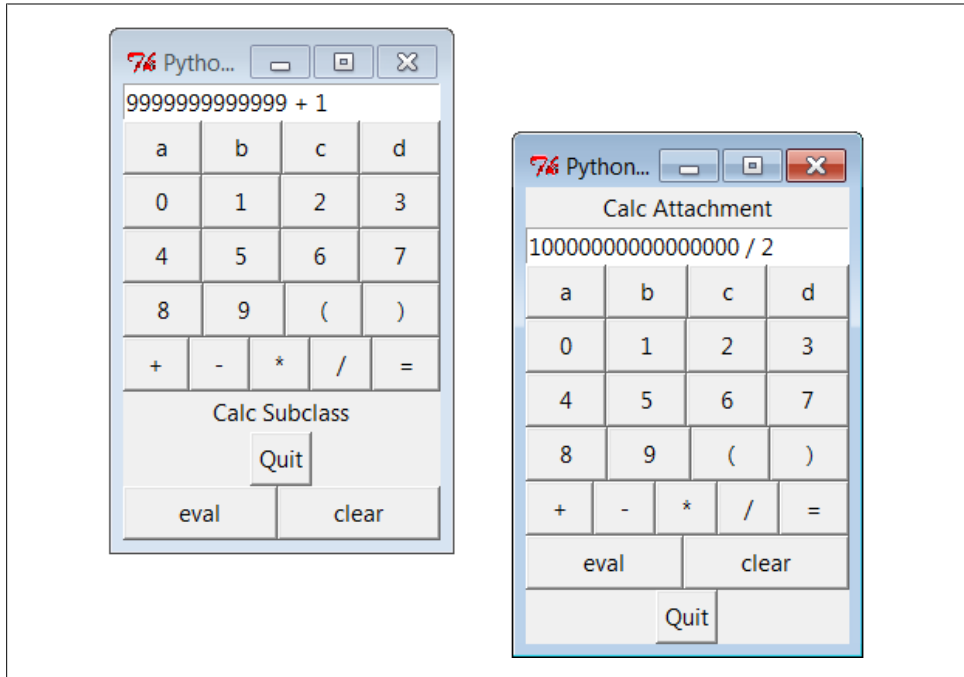 Pytho...
9999999999999 + 1
a b c d
0 1 2 3
4 5 6 7
8 9 ( )
+ - * / =
Calc Subclass
Quit
eval clear
Python...
Calc Attachment
10000000000000000 / 2
a b c d
0 1 2 3
4 5 6 7
8 9 ( )
+ - * / =
eval clear
Quit